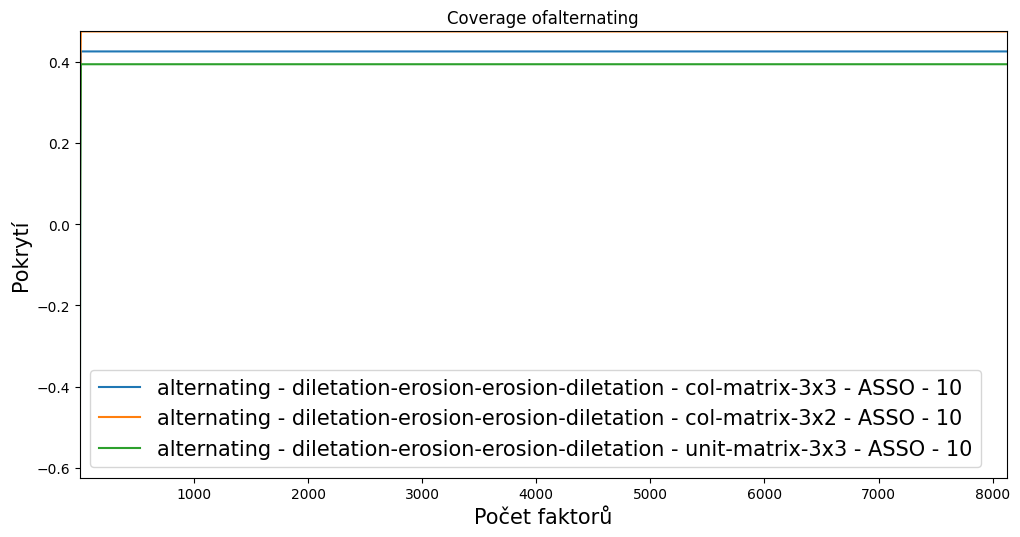 Coverage ofalternating
Pokrytí
0.4
0.2
0.0
−0.2
−0.4
−0.6
alternating - diletation-erosion-erosion-diletation - col-matrix-3x3 - ASSO - 10
alternating - diletation-erosion-erosion-diletation - col-matrix-3x2 - ASSO - 10
alternating - diletation-erosion-erosion-diletation - unit-matrix-3x3 - ASSO - 10
1000 2000 3000 4000 5000 6000 7000 8000
Počet faktorů